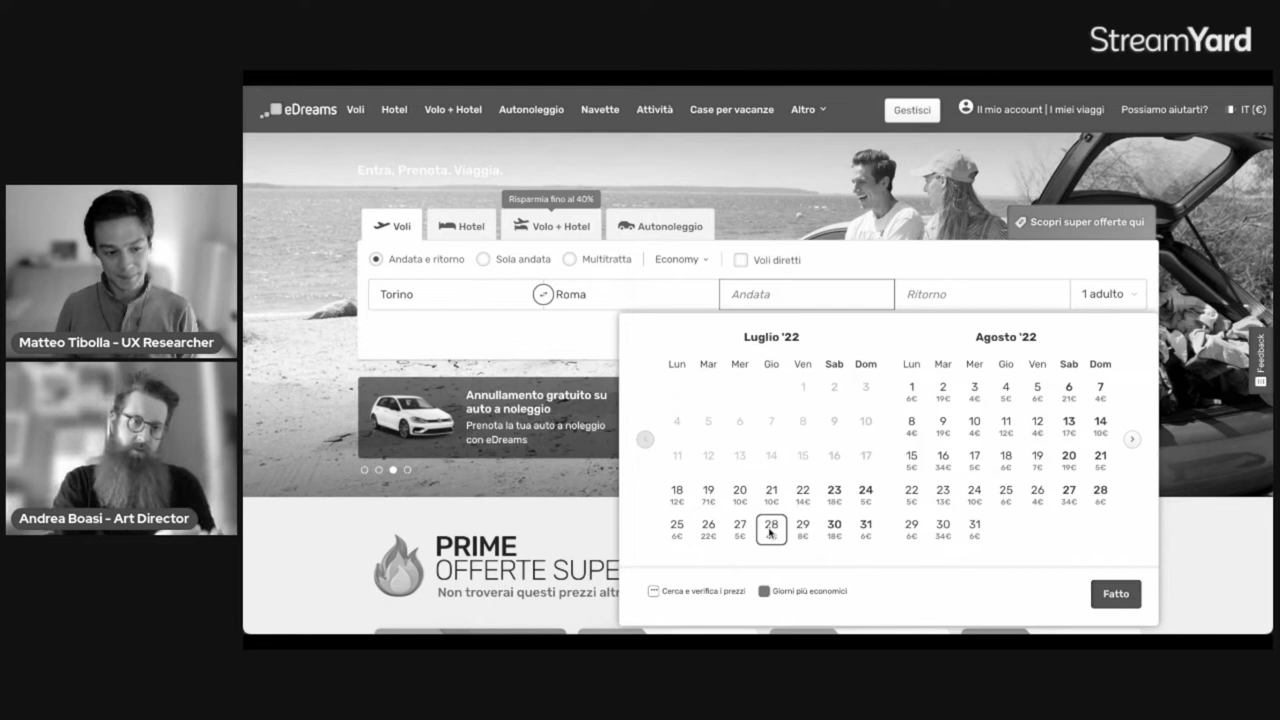 StreamYard
eDreams
Voli Hotel Volo + Hotel Autonoleggio Navette Attività Case per vacanze Altro
Gestisci
Il mio account | I miei viaggi
Possiamo aiutarti?
IT (€)
Entra. Prenota. Viaggia.
Risparmia fino al 40%
Voli Hotel Volo + Hotel Autonoleggio
Scopri super offerte qui
Andata e ritorno Sola andata Multitratta Economy Voli diretti
Torino Roma Andata Ritorno 1 adulto
Luglio '22
Lun Mar Mer Gio Ven Sab Dom
1 2 3
4 5 6 7 8 9 10
11 12 13 14 15 16 17
18 19 20 21 22 23 24
12€ 71€ 10€ 10€ 14€ 18€ 5€
25 26 27 28 29 30 31
6€ 22€ 5€ 8€ 18€ 6€
Agosto '22
Lun Mar Mer Gio Ven Sab Dom
1 2 3 4 5 6 7
6€ 19€ 4€ 5€ 6€ 21€ 4€
8 9 10 11 12 13 14
4€ 19€ 4€ 12€ 4€ 17€ 10€
15 16 17 18 19 20 21
5€ 34€ 5€ 6€ 7€ 19€ 5€
22 23 24 25 26 27 28
5€ 13€ 10€ 6€ 4€ 34€ 6€
29 30 31
6€ 34€ 6€
Cerca e verifica i prezzi
Giorni più economici
Fatto
Feedback
Annullamento gratuito su
auto a noleggio
Prenota la tua auto a noleggio
con eDreams
PRIME
OFFERTE SUPE
Non troverai questi prezzi altr
Matteo Tibolla - UX Researcher
Andrea Boasi - Art Director